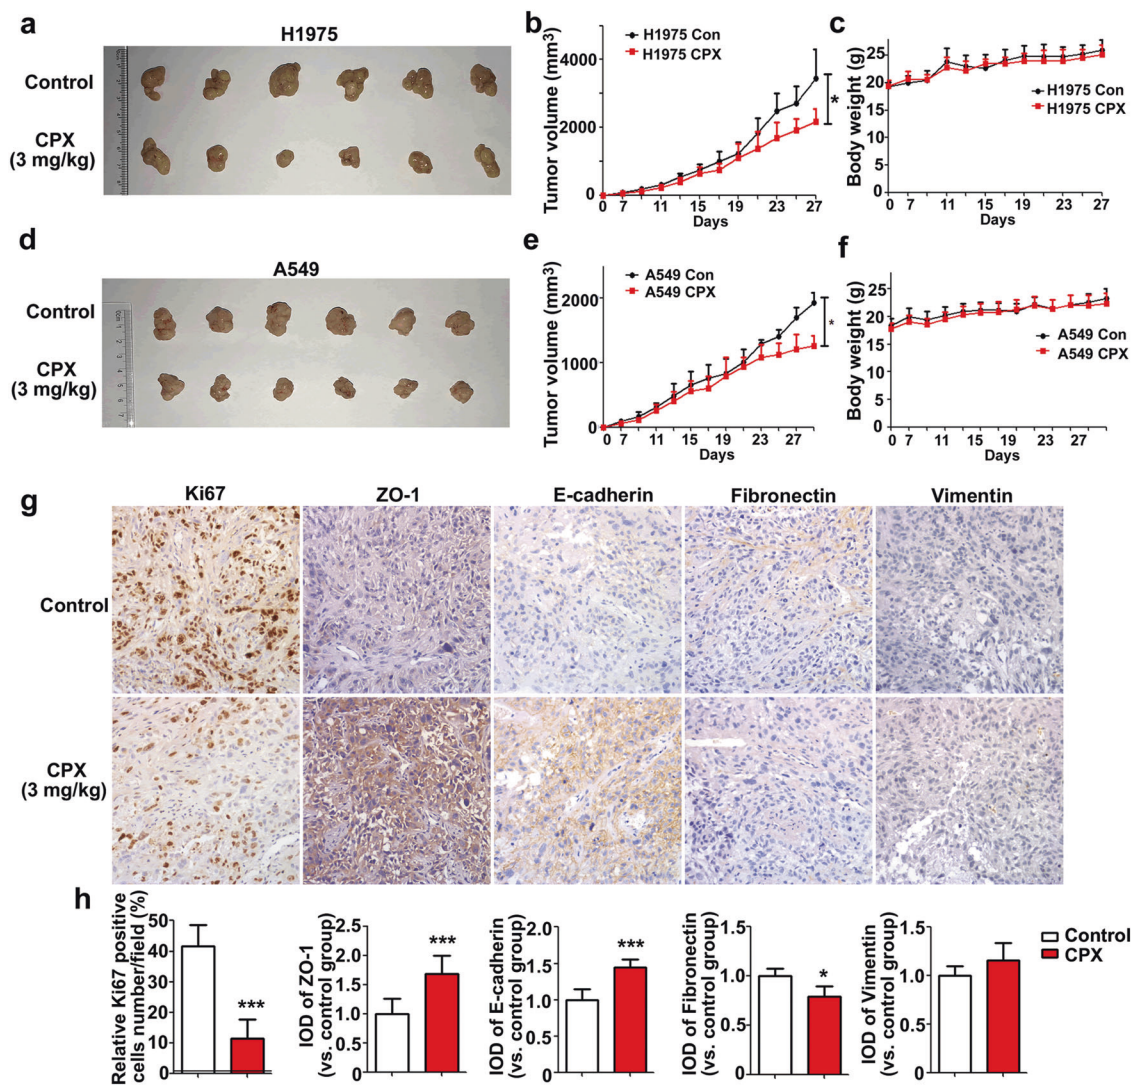 a
H1975
Control
CPX
(3 mg/kg)
b
Tumor volume (mm3)
H1975 Con
H1975 CPX
4000
2000
0
*
0 7 11 15 19 23 27
Days
c
Body weight (g)
25
20
15
10
5
0
H1975 Con
H1975 CPX
0 7 11 15 19 23 27
Days
d
A549
Control
CPX
(3 mg/kg)
e
Tumor volume (mm3)
A549 Con
A549 CPX
2000
1000
0
*
0 7 11 15 19 23 27
Days
f
Body weight (g)
25
20
15
10
5
0
A549 Con
A549 CPX
0 7 11 15 19 23 27
Days
g
Ki67 ZO-1 E-cadherin Fibronectin Vimentin
Control
CPX
(3 mg/kg)
h
Relative Ki67 positive
cells number/field (%)
50
40
30
20
10
0
***
IOD of ZO-1
(vs. control group)
2.5
2.0
1.5
1.0
0.5
0
***
IOD of E-cadherin
(vs. control group)
2.0
1.5
1.0
0.5
0
***
IOD of Fibronectin
(vs. control group)
1.5
1.0
0.5
0
*
IOD of Vimentin
(vs. control group)
1.5
1.0
0.5
0
Control
CPX